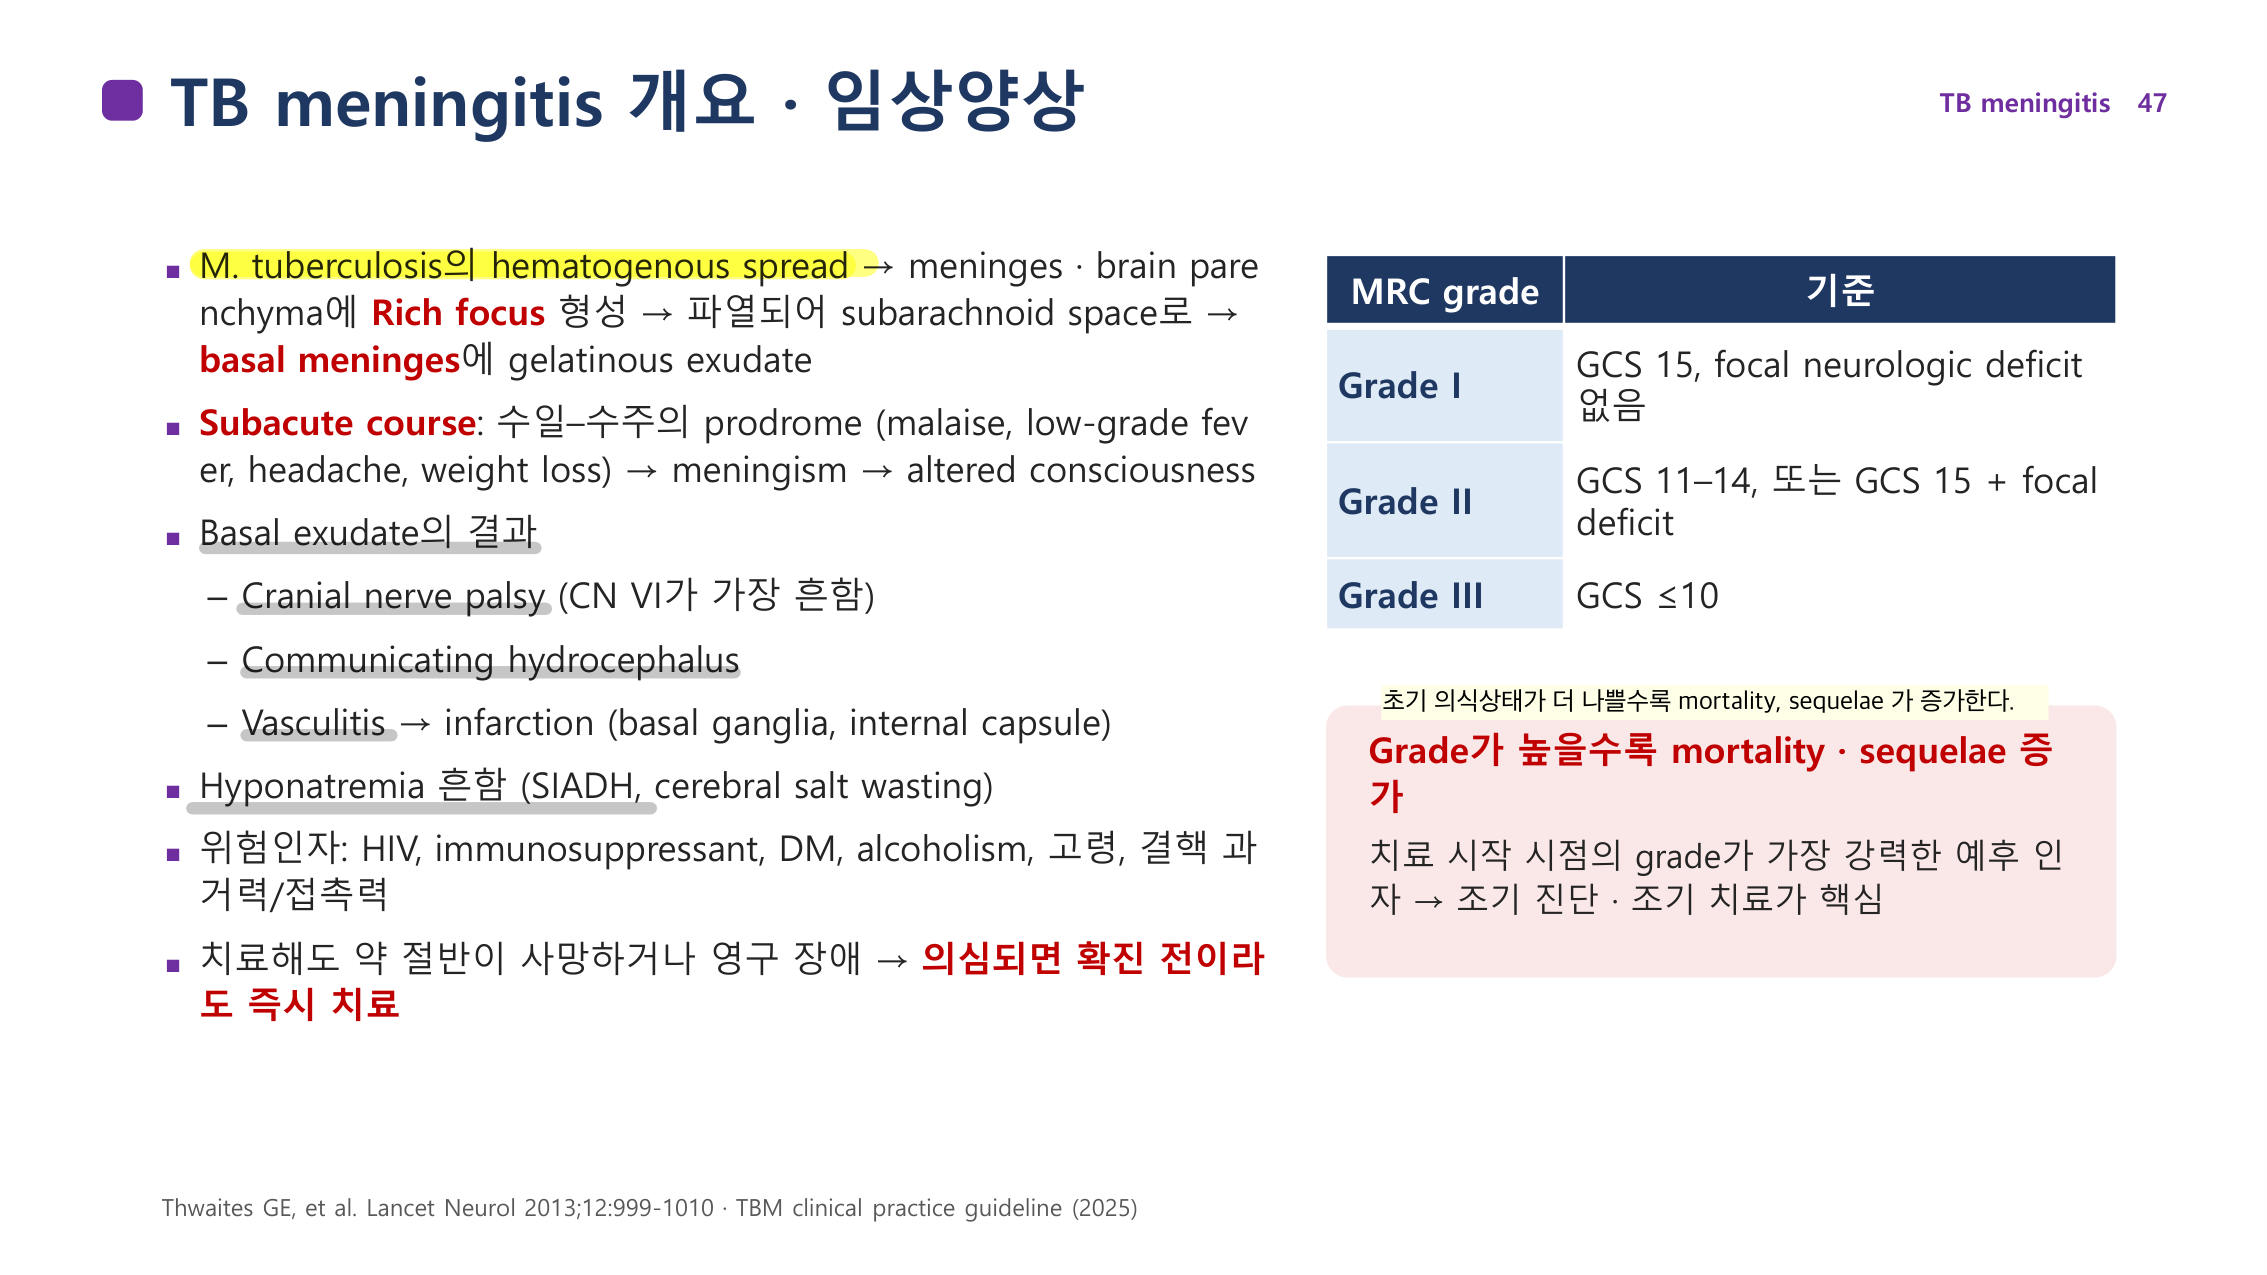 TB meningitis 개요 · 임상양상
TB meningitis 47
▪ M. tuberculosis의 hematogenous spread → meninges · brain pare
nchyma에 Rich focus 형성 → 파열되어 subarachnoid space로 →
basal meninges에 gelatinous exudate
▪ Subacute course: 수일–수주의 prodrome (malaise, low-grade fev
er, headache, weight loss) → meningism → altered consciousness
▪ Basal exudate의 결과
– Cranial nerve palsy (CN VI가 가장 흔함)
– Communicating hydrocephalus
– Vasculitis → infarction (basal ganglia, internal capsule)
▪ Hyponatremia 흔함 (SIADH, cerebral salt wasting)
▪ 위험인자: HIV, immunosuppressant, DM, alcoholism, 고령, 결핵 과
거력/접촉력
▪ 치료해도 약 절반이 사망하거나 영구 장애 → 의심되면 확진 전이라
도 즉시 치료
MRC grade 기준
Grade I GCS 15, focal neurologic deficit
없음
Grade II GCS 11–14, 또는 GCS 15 + focal
deficit
Grade III GCS ≤10
초기 의식상태가 더 나쁠수록 mortality, sequelae 가 증가한다.
Grade가 높을수록 mortality · sequelae 증
가
치료 시작 시점의 grade가 가장 강력한 예후 인
자 → 조기 진단 · 조기 치료가 핵심
Thwaites GE, et al. Lancet Neurol 2013;12:999-1010 · TBM clinical practice guideline (2025)